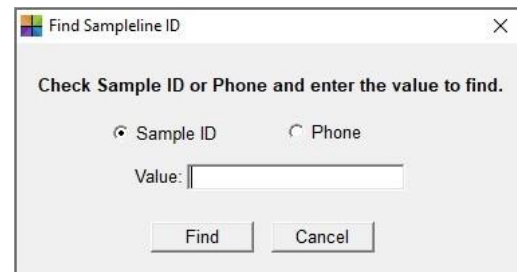 Find Sampleline ID
Check Sample ID or Phone and enter the value to find.
Sample ID Phone
Value:
Find Cancel